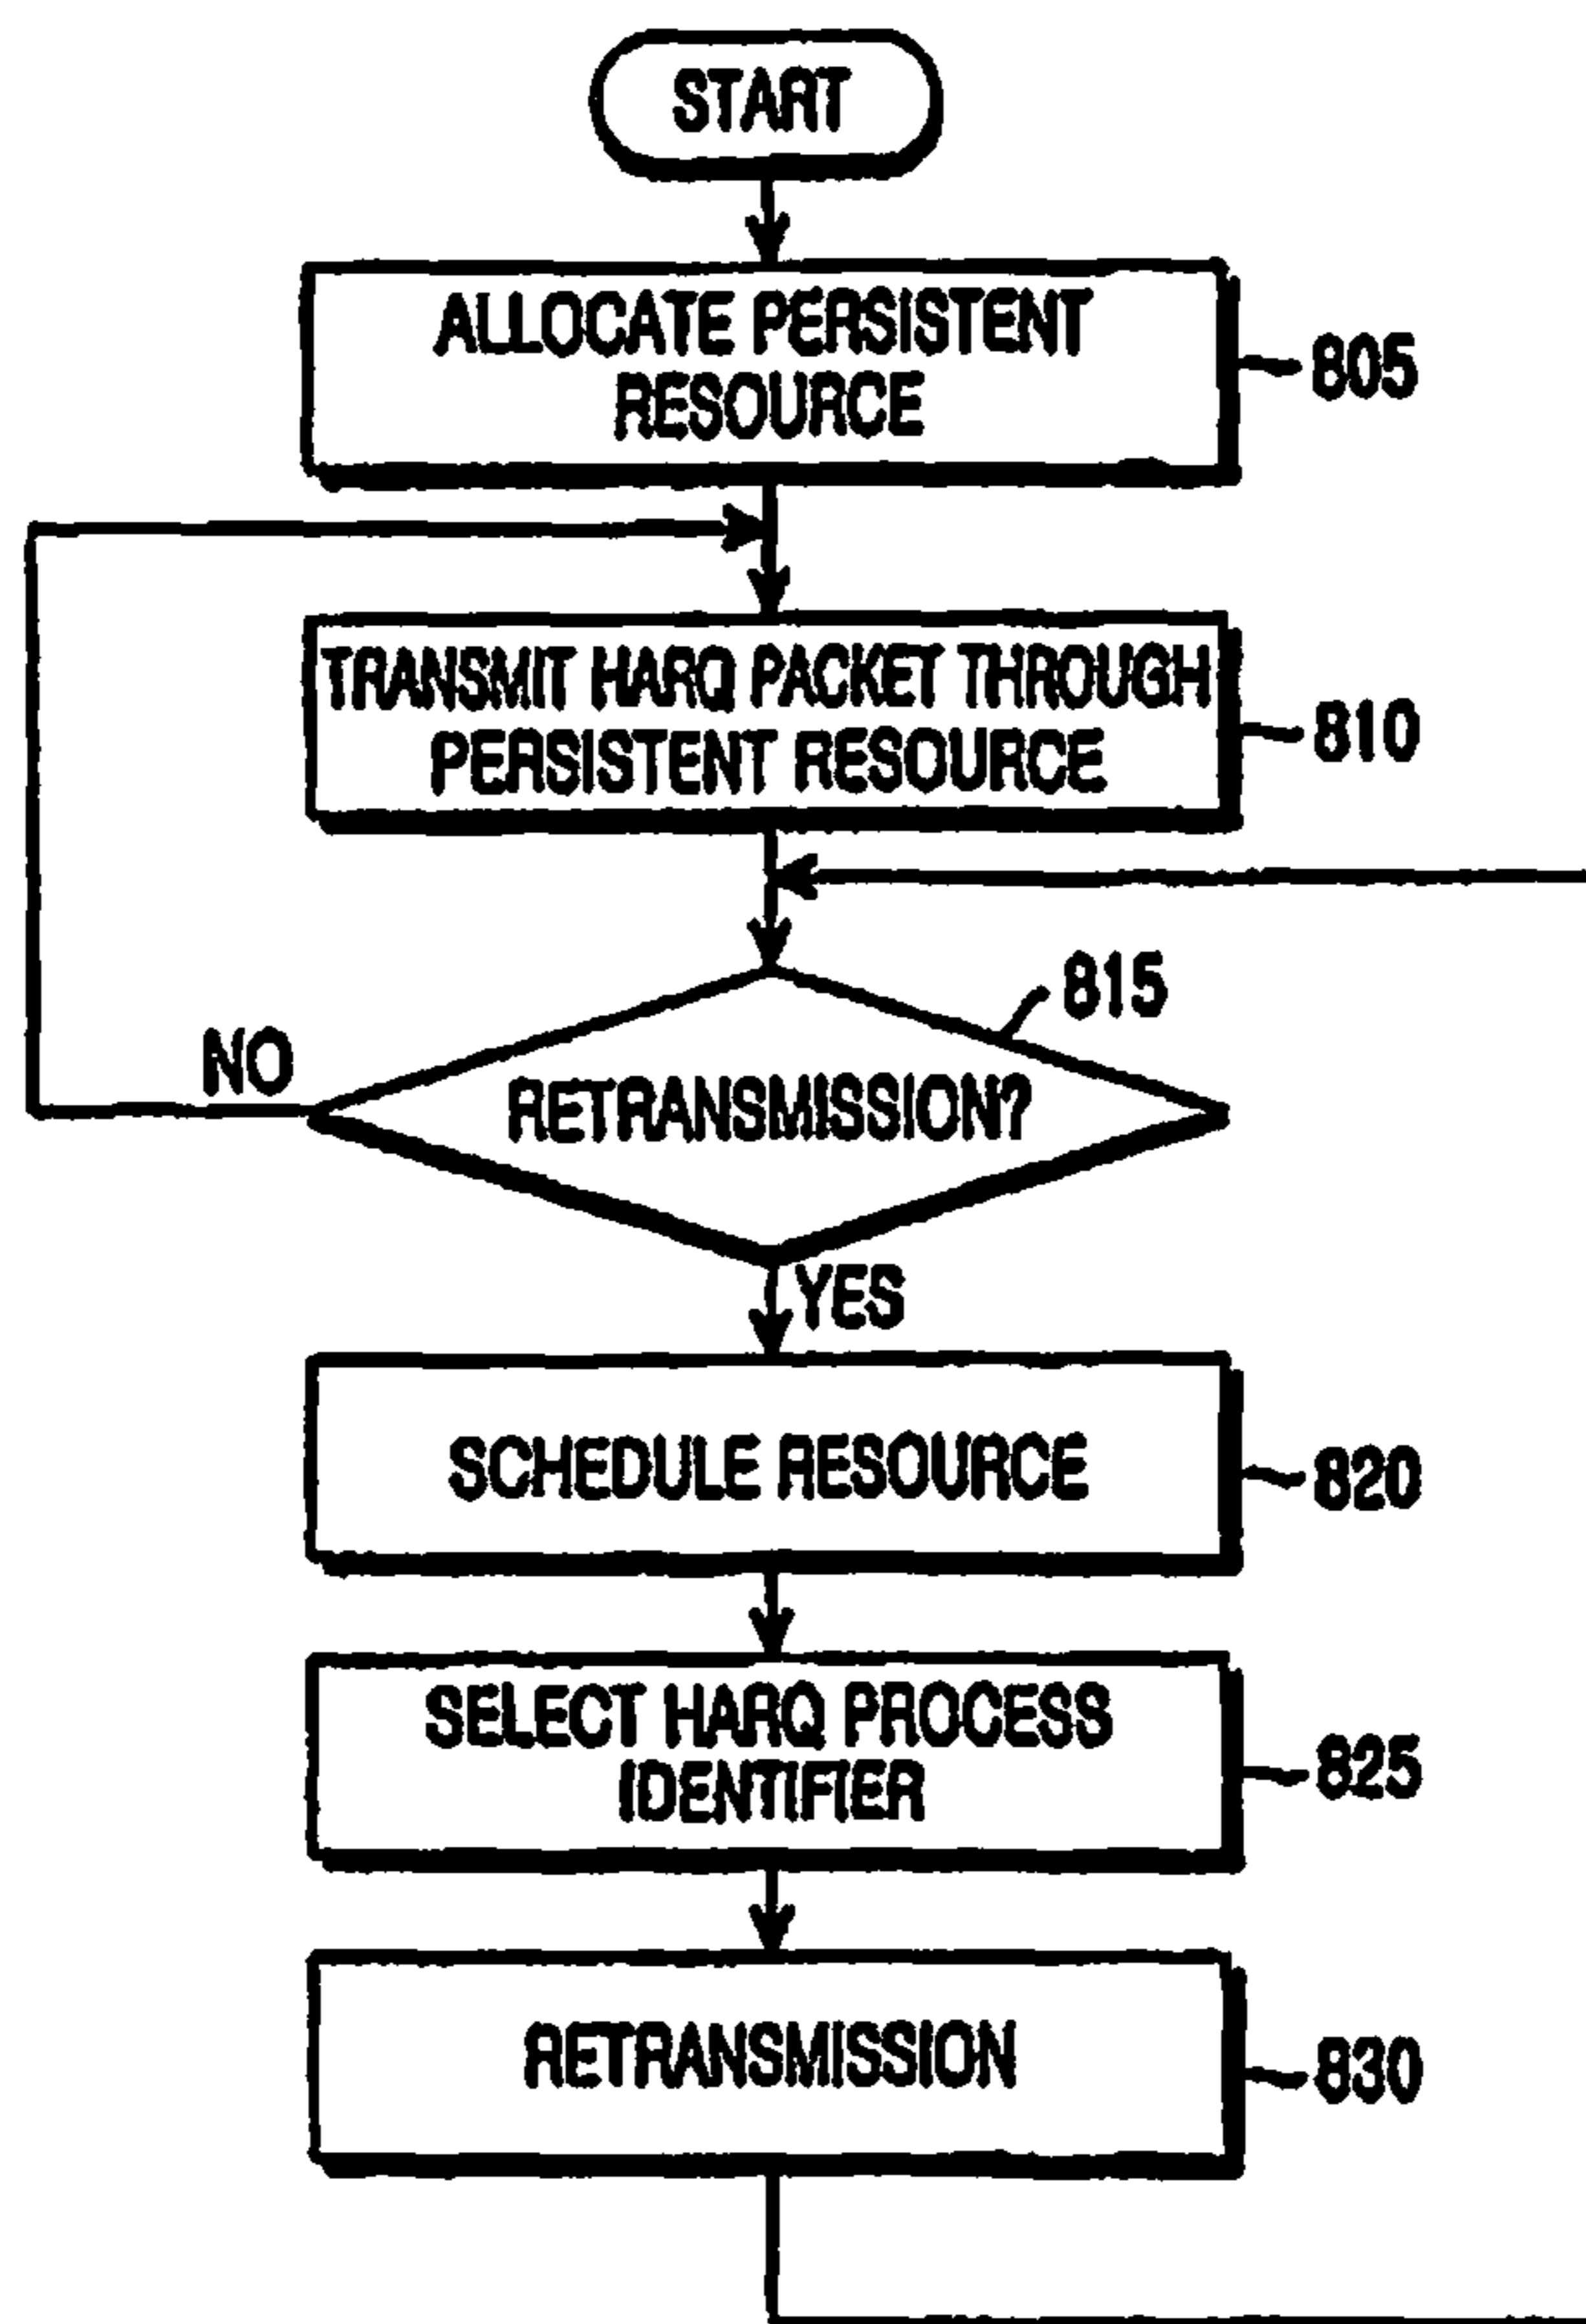 START
ALLOCATE PERSISTENT
RESOURCE
805
TRANSMIT HARQ PACKET THROUGH
PERSISTENT RESOURCE
810
815
NO
RETRANSMISSION?
YES
SCHEDULE RESOURCE
820
SELECT HARQ PROCESS
IDENTIFIER
825
RETRANSMISSION
830